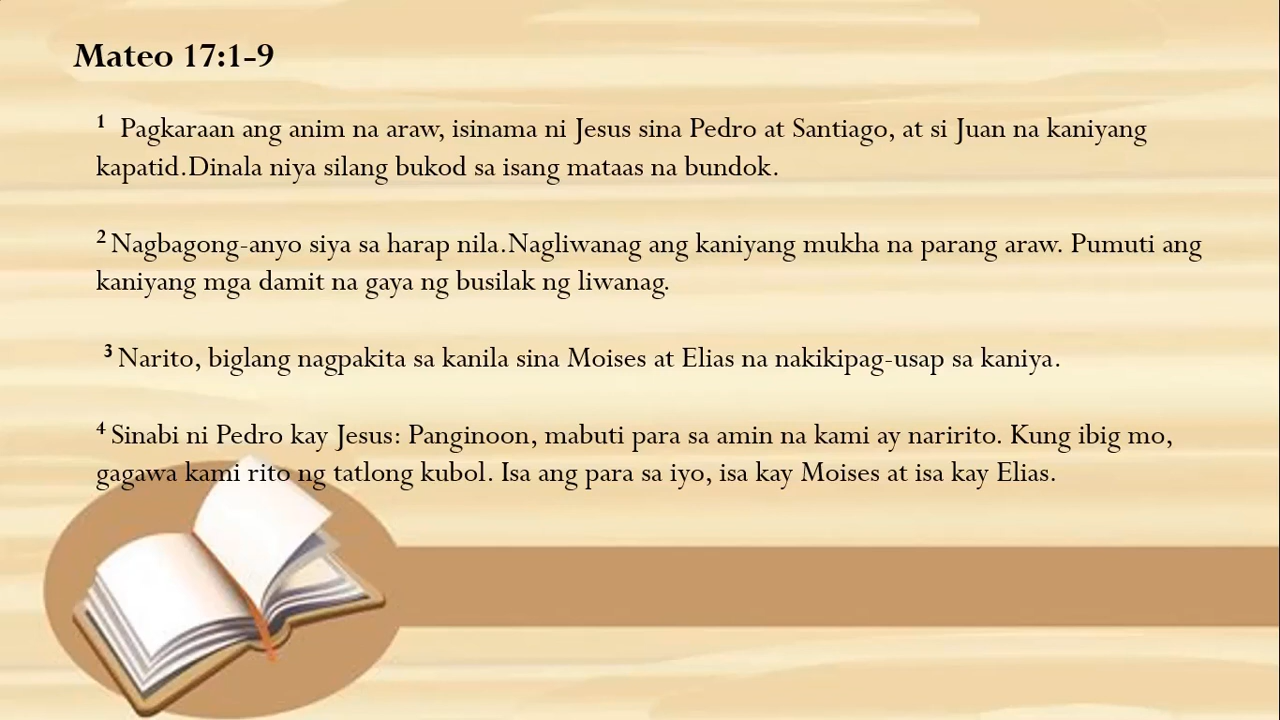 Mateo 17:1-9
1 Pagkaraan ang anim na araw, isinama ni Jesus sina Pedro at Santiago, at si Juan na kaniyang
kapatid.Dinala niya silang bukod sa isang mataas na bundok.
2 Nagbagong-anyo siya sa harap nila.Nagliwanag ang kaniyang mukha na parang araw. Pumuti ang
kaniyang mga damit na gaya ng busilak ng liwanag.
3 Narito, biglang nagpakita sa kanila sina Moises at Elias na nakikipag-usap sa kaniya.
4 Sinabi ni Pedro kay Jesus: Panginoon, mabuti para sa amin na kami ay naririto. Kung ibig mo,
gagawa kami rito ng tatlong kubol. Isa ang para sa iyo, isa kay Moises at isa kay Elias.